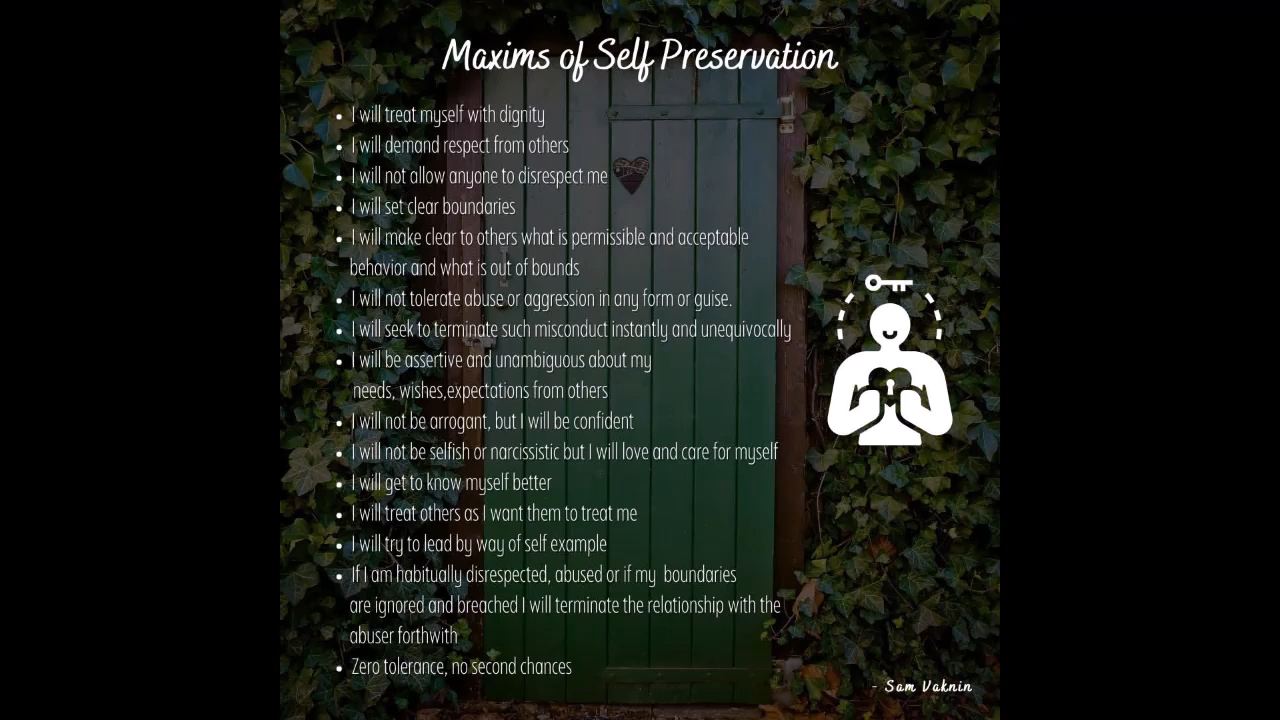 Maxims of Self Preservation
• I will treat myself with dignity
• I will demand respect from others
• I will not allow anyone to disrespect me
• I will set clear boundaries
• I will make clear to others what is permissible and acceptable
behavior and what is out of bounds
• I will not tolerate abuse or aggression in any form or guise.
• I will seek to terminate such misconduct instantly and unequivocally
• I will be assertive and unambiguous about my
needs, wishes,expectations from others
• I will not be arrogant, but I will be confident
• I will not be selfish or narcissistic but I will love and care for myself
• I will get to know myself better
• I will treat others as I want them to treat me
• I will try to lead by way of self example
• If I am habitually disrespected, abused or if my boundaries
are ignored and breached I will terminate the relationship with the
abuser forthwith
• Zero tolerance, no second chances
- Sam Vaknin